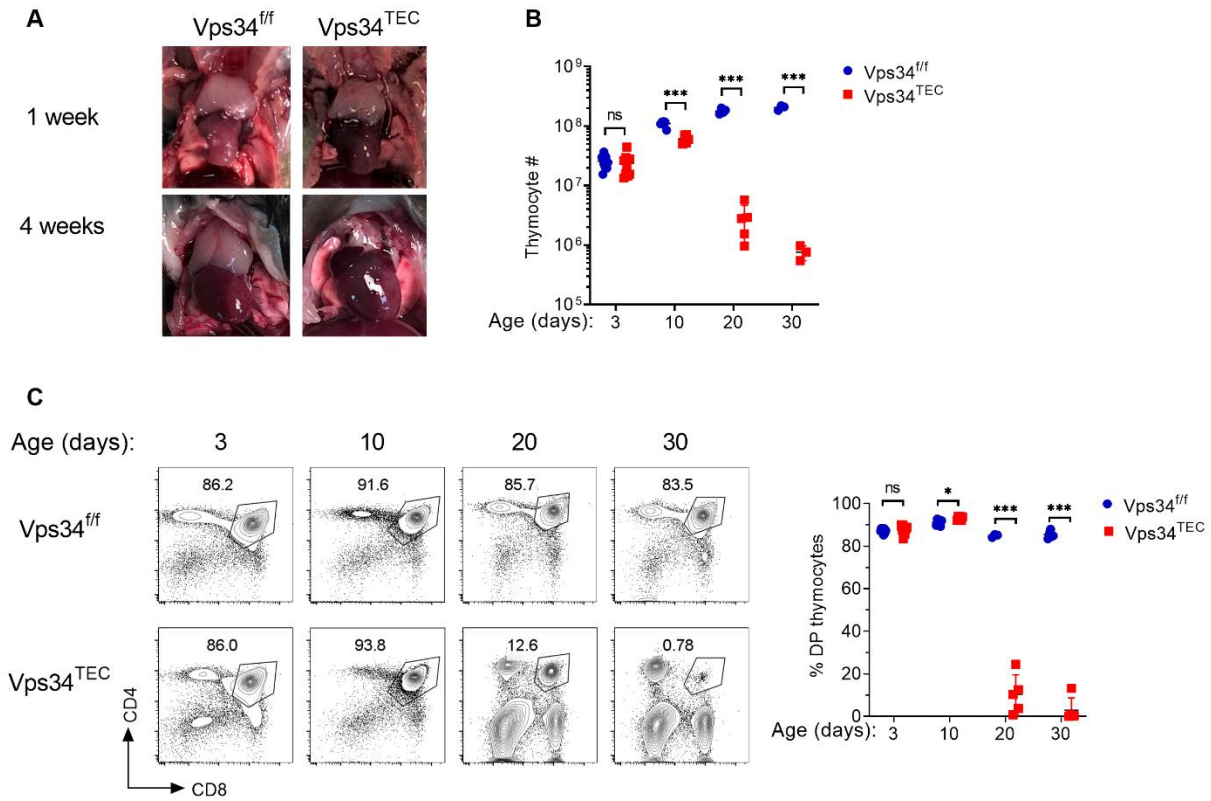 A
Vps34f/f
Vps34TEC
1 week
4 weeks
B
Thymocyte #
10⁹
10⁸
10⁷
10⁶
10⁵
ns
***
***
***
Age (days): 3 10 20 30
Vps34f/f
Vps34TEC
C
Age (days): 3 10 20 30
Vps34f/f
86.2
91.6
85.7
83.5
Vps34TEC
86.0
93.8
12.6
0.78
CD4
CD8
% DP thymocytes
100
80
60
40
20
0
ns
*
***
***
Age (days): 3 10 20 30
Vps34f/f
Vps34TEC